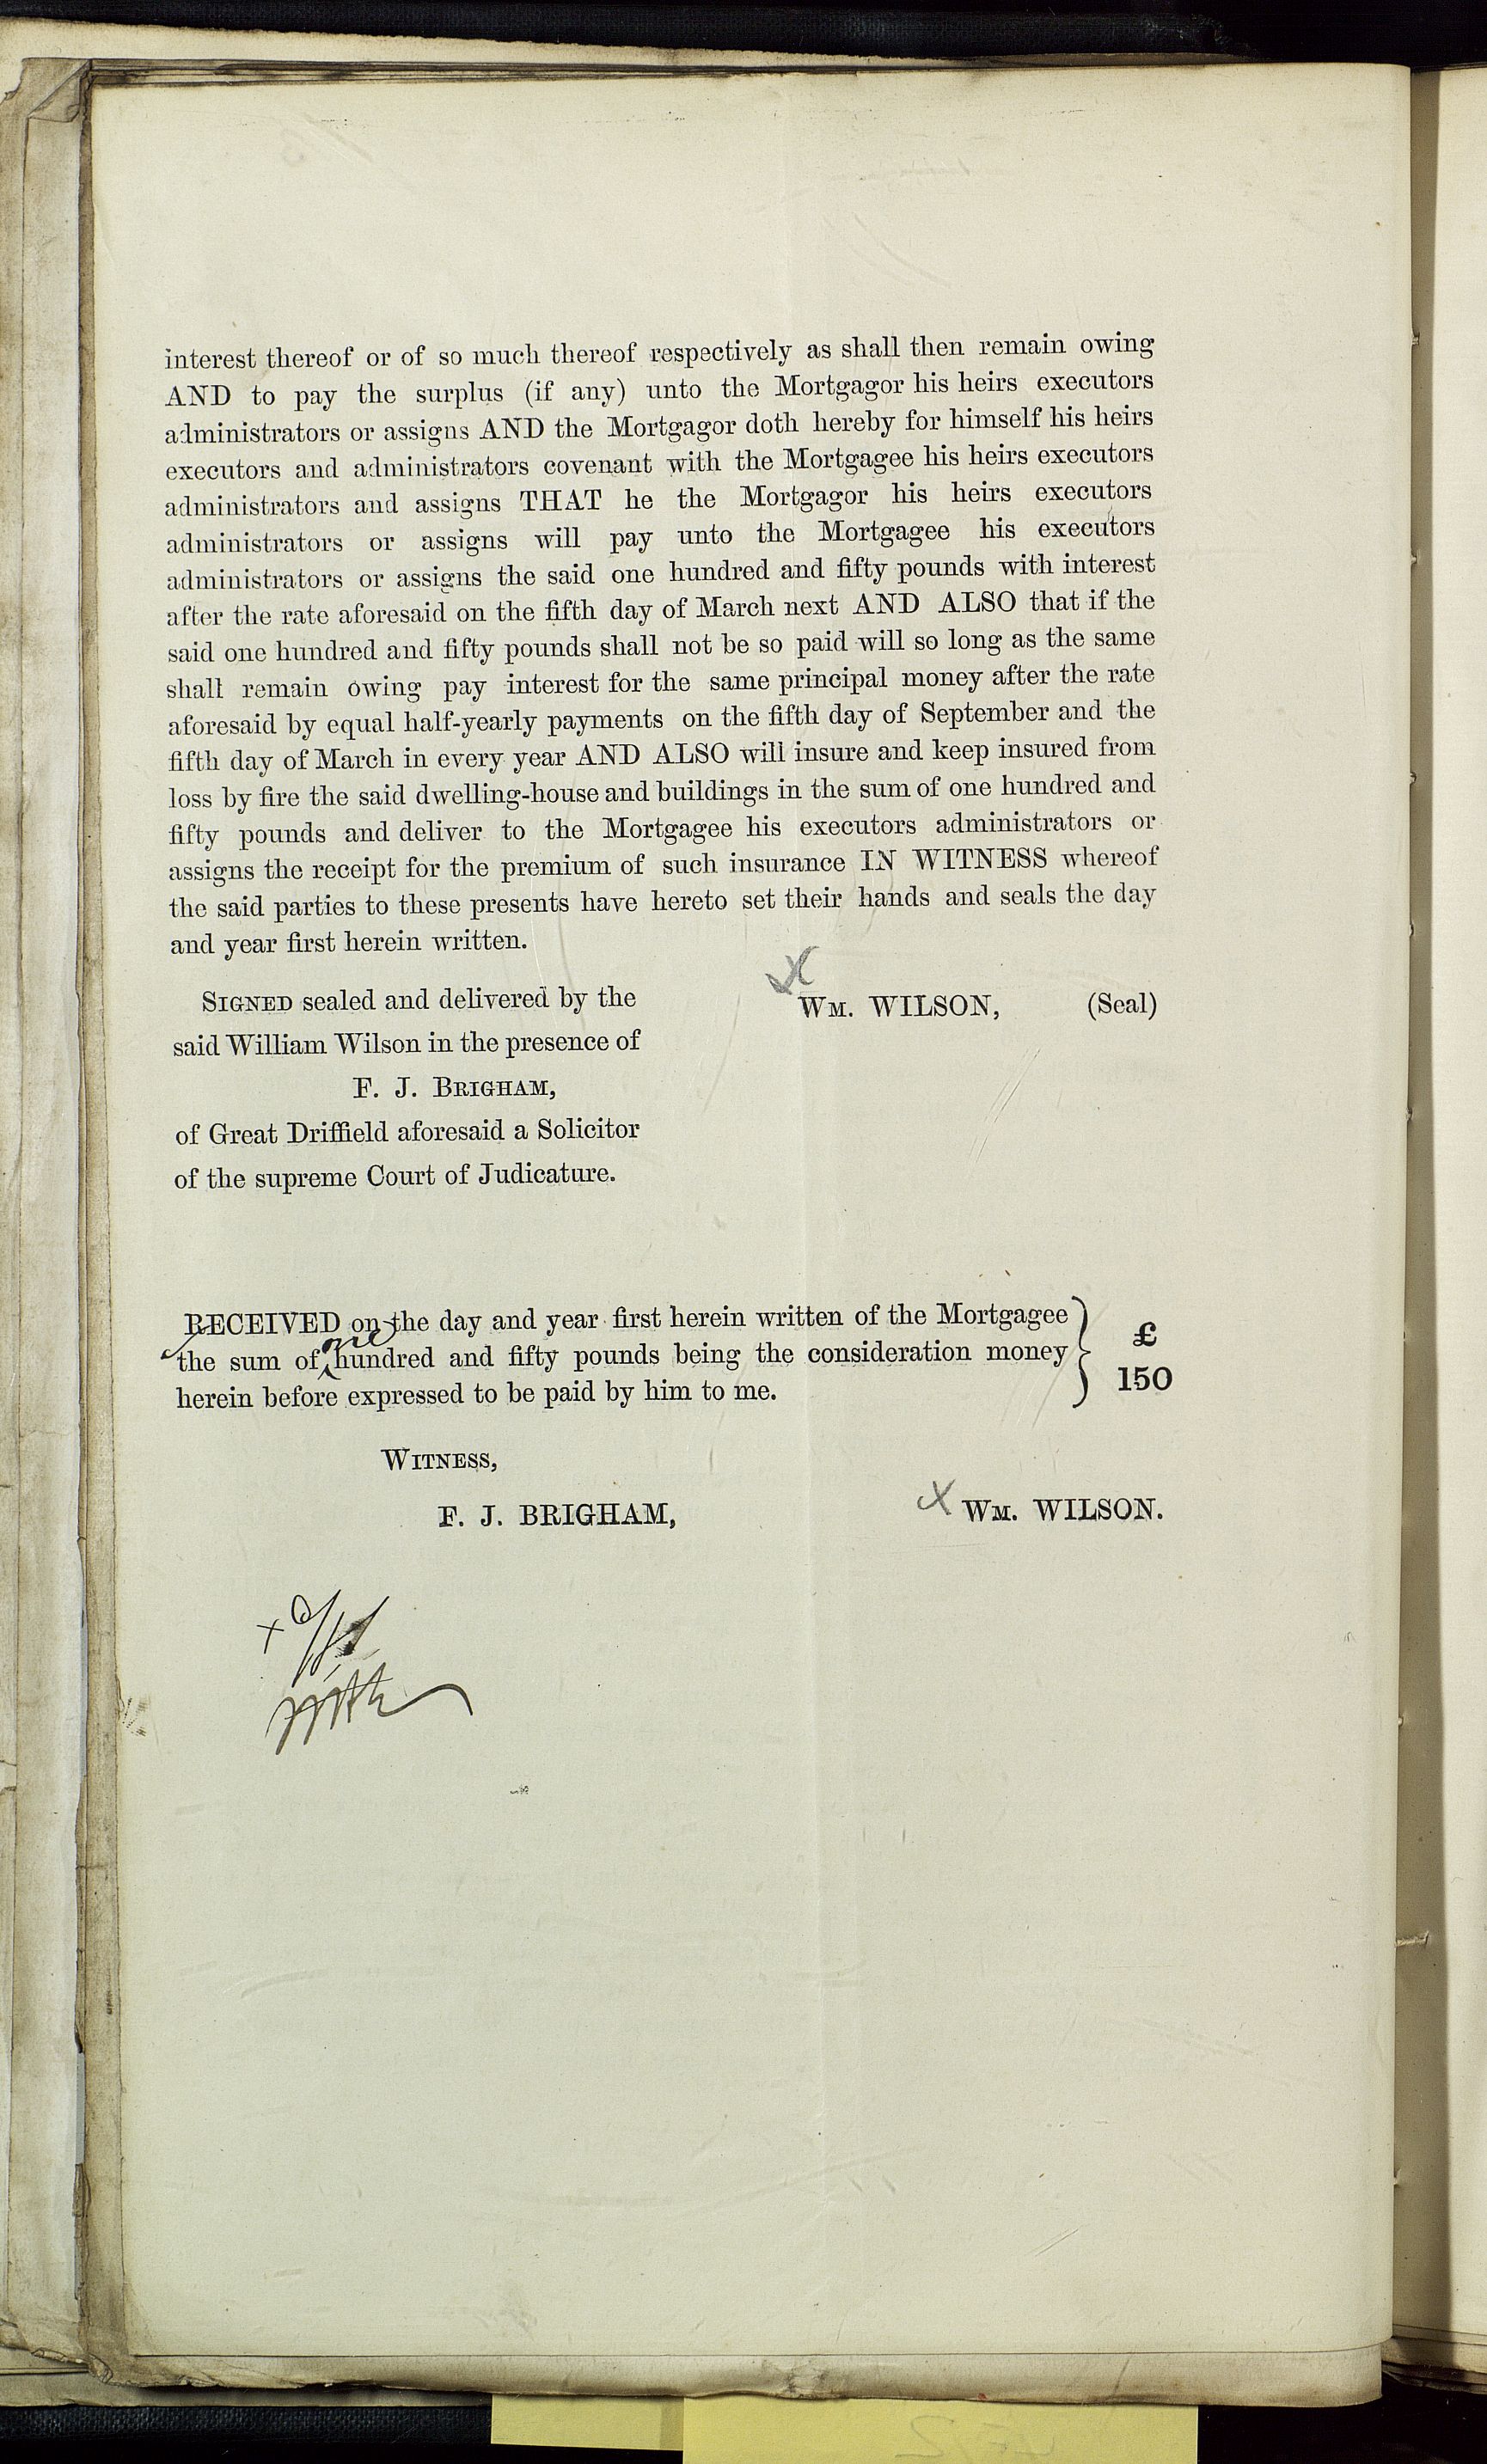 interest thereof or of so much thereof respectively as shall then remain owing
AND to pay the surplus (if any) unto the Mortgagor his heirs executors
administrators or assigns AND the Mortgagor doth hereby for himself his heirs
executors and administrators covenant with the Mortgagee his heirs executors
administrators and assigns THAT he the Mortgagor his heirs executors
administrators or assigns will pay unto the Mortgagee his executors
administrators or assigns the said one hundred and fifty pounds with interest
after the rate aforesaid on the fifth day of March next AND ALSO that if the
said one hundred and fifty pounds shall not be so paid will so long as the same
shall remain owing pay interest for the same principal money after the rate
aforesaid by equal half-yearly payments on the fifth day of September and the
fifth day of March in every year AND ALSO will insure and keep insured from
loss by fire the said dwelling-house and buildings in the sum of one hundred and
fifty pounds and deliver to the Mortgagee his executors administrators or
assigns the receipt for the premium of such insurance IN WITNESS whereof
the said parties to these presents have hereto set their hands and seals the day
and year first herein written.
SIGNED sealed and delivered by the
said William Wilson in the presence of
F. J. BRIGHAM,
of Great Driffield aforesaid a Solicitor
of the supreme Court of Judicature.
WM. WILSON, (Seal)
RECEIVED on the day and year first herein written of the Mortgagee
the sum of one hundred and fifty pounds being the consideration money
herein before expressed to be paid by him to me.
£
150
WITNESS,
F. J. BRIGHAM,
WM. WILSON.